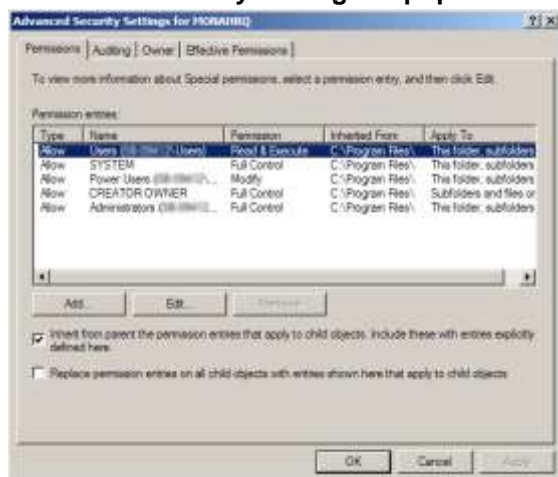 Advanced Security Settings for MONAHRQ
Permissions Auditing Owner Effective Permissions
To view more information about Special permissions, select a permission entry, and then click Edit.
Permission entries:
Type Name Permission Inherited From Apply To
Allow Users ( \Users) Read & Execute C:\Program Files\ This folder, subfolders
Allow SYSTEM Full Control C:\Program Files\ This folder, subfolders
Allow Power Users ( \... Modify C:\Program Files\ This folder, subfolders
Allow CREATOR OWNER Full Control C:\Program Files\ Subfolders and files on
Allow Administrators ( ... Full Control C:\Program Files\ This folder, subfolders
Add... Edit... Remove
Inherit from parent the permission entries that apply to child objects. Include these with entries explicitly
defined here.
Replace permission entries on all child objects with entries shown here that apply to child objects
OK Cancel Apply